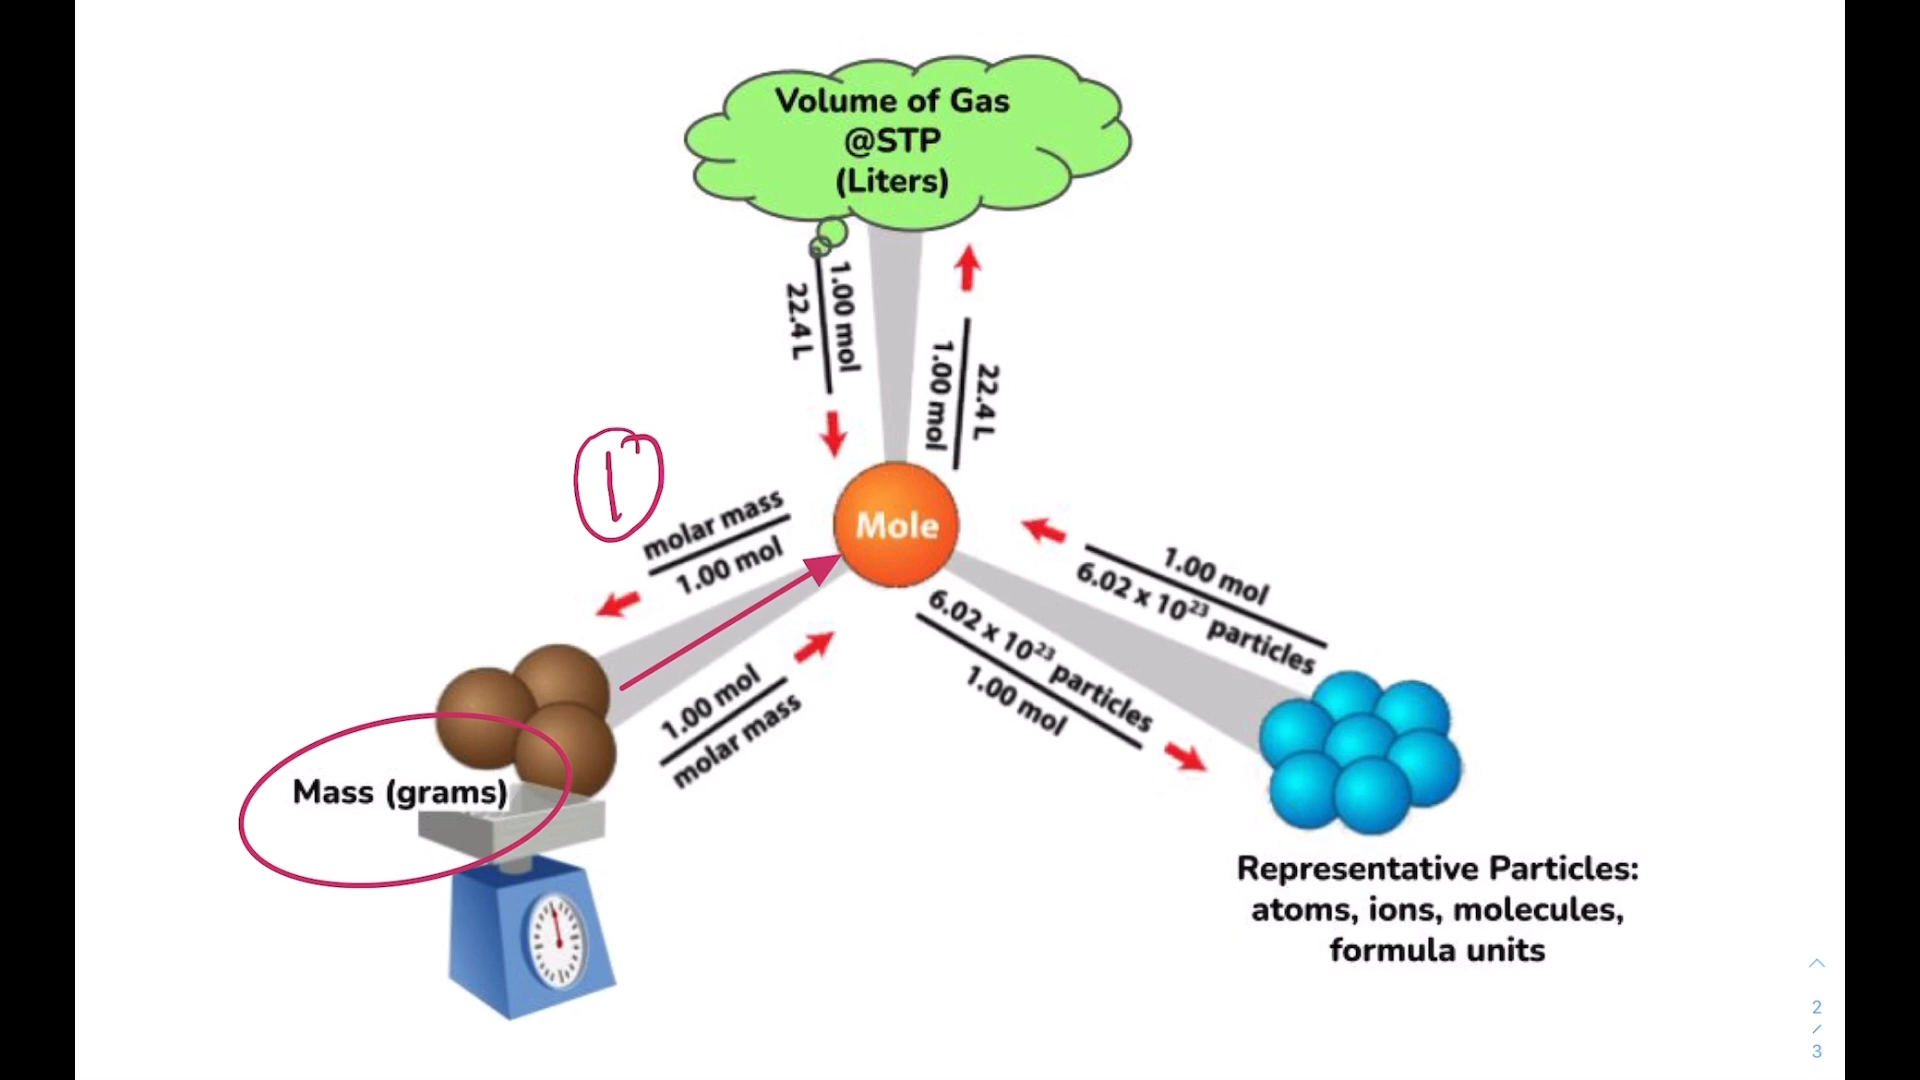 Volume of Gas
@STP
(Liters)
1.00 mol
22.4 L
22.4 L
1.00 mol
1
molar mass
1.00 mol
Mole
1.00 mol
6.02 x 10²³ particles
1.00 mol
molar mass
6.02 x 10²³ particles
1.00 mol
Mass (grams)
Representative Particles:
atoms, ions, molecules,
formula units
2
/
3